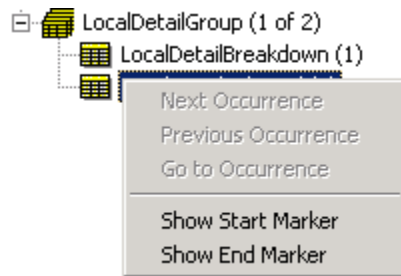 LocalDetailGroup (1 of 2)
LocalDetailBreakdown (1)
Next Occurrence
Previous Occurrence
Go to Occurrence
Show Start Marker
Show End Marker